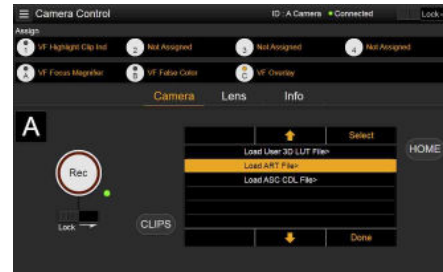 Camera Control
ID : A Camera Connected
Lock
Assign
1 VF Highlight Clip Ind
2 Not Assigned
3 Not Assigned
4 Not Assigned
A VF Focus Magnifier
B VF False Color
C VF Overlay
Camera Lens Info
A
Select
Load User 3D LUT File>
HOME
Load ART File>
Rec
Load ASC CDL File>
Lock
CLIPS
Done